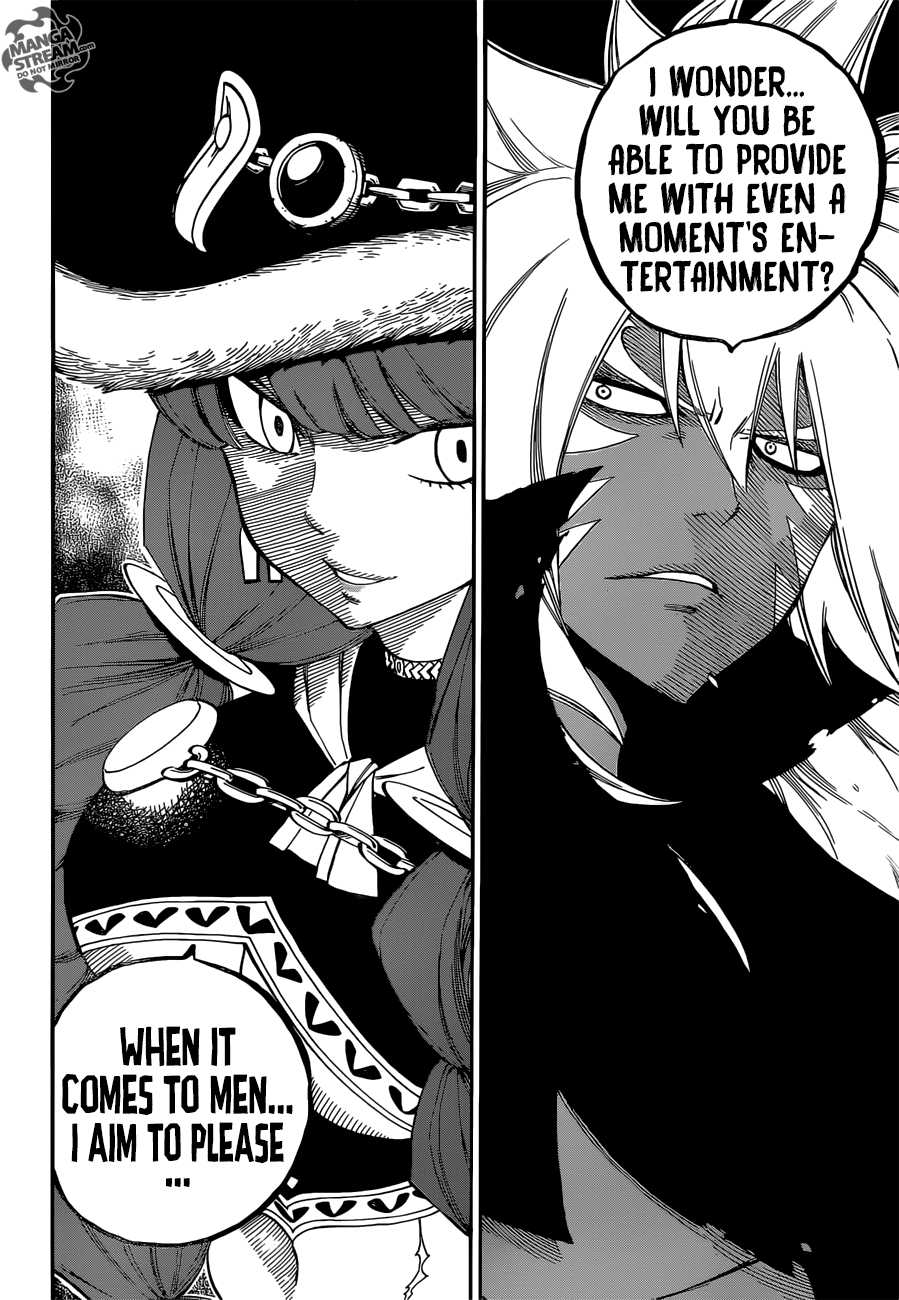 I WONDER...
WILL YOU BE
ABLE TO PROVIDE
ME WITH EVEN A
MOMENT'S EN-
TERTAINMENT?
WHEN IT
COMES TO MEN...
I AIM TO PLEASE
...
MANGA
STREAM.com
DO NOT MIRROR